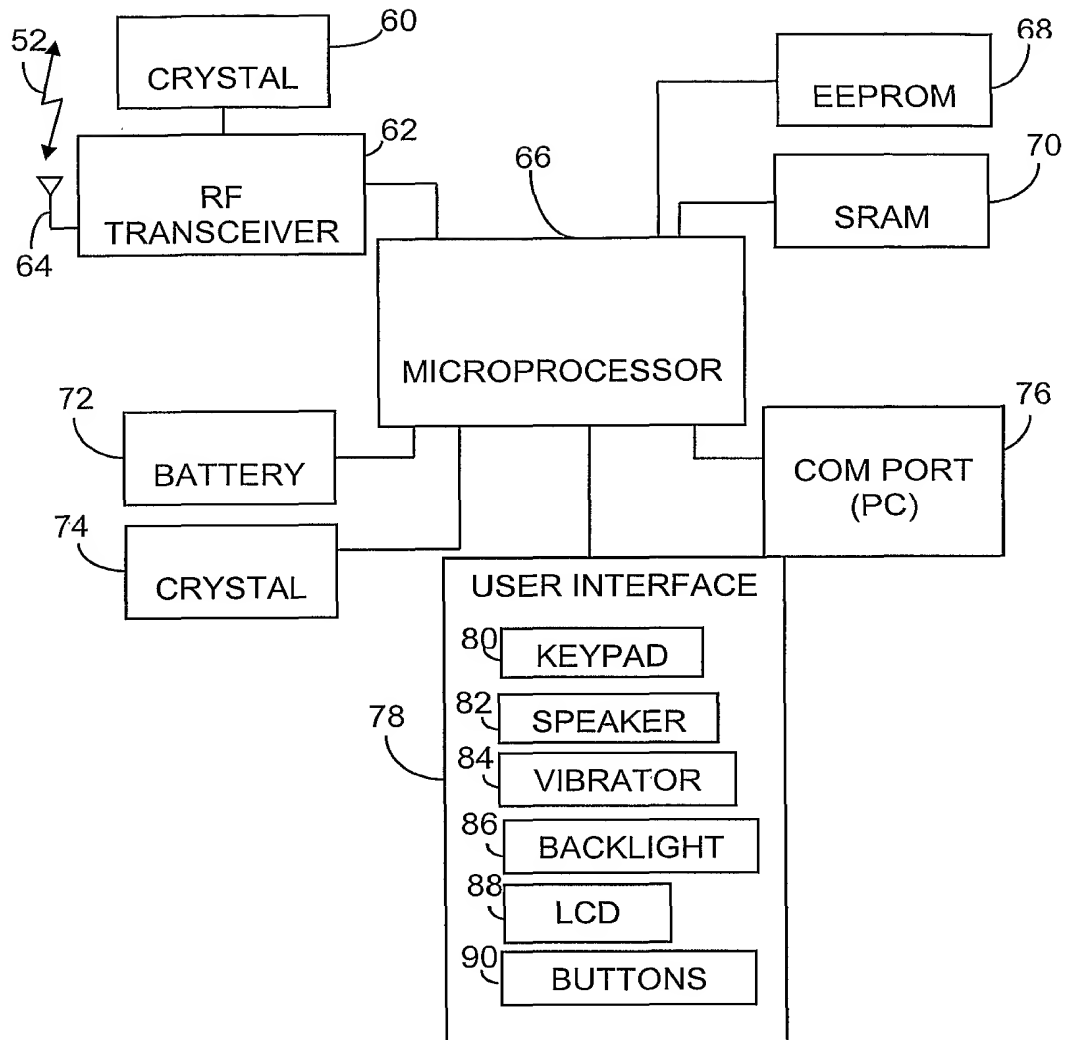 52
60
CRYSTAL
68
EEPROM
62
RF
TRANSCEIVER
64
66
MICROPROCESSOR
70
SRAM
72
BATTERY
74
CRYSTAL
76
COM PORT
(PC)
78
USER INTERFACE
80
KEYPAD
82
SPEAKER
84
VIBRATOR
86
BACKLIGHT
88
LCD
90
BUTTONS